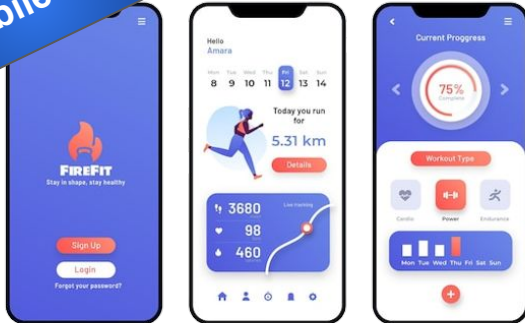 FIREFIT
Stay in shape, stay healthy
Sign Up
Login
Forgot your password?
Hello
Amara
Mon Tue Wed Thu Fri Sat Sun
8 9 10 11 12 13 14
Today you run
for
5.31 km
Details
3680
Live tracking
98
460
Current Proggress
75%
Complete
Workout Type
Cardio Power Endurance
Mon Tue Wed Thu Fri Sat Sun